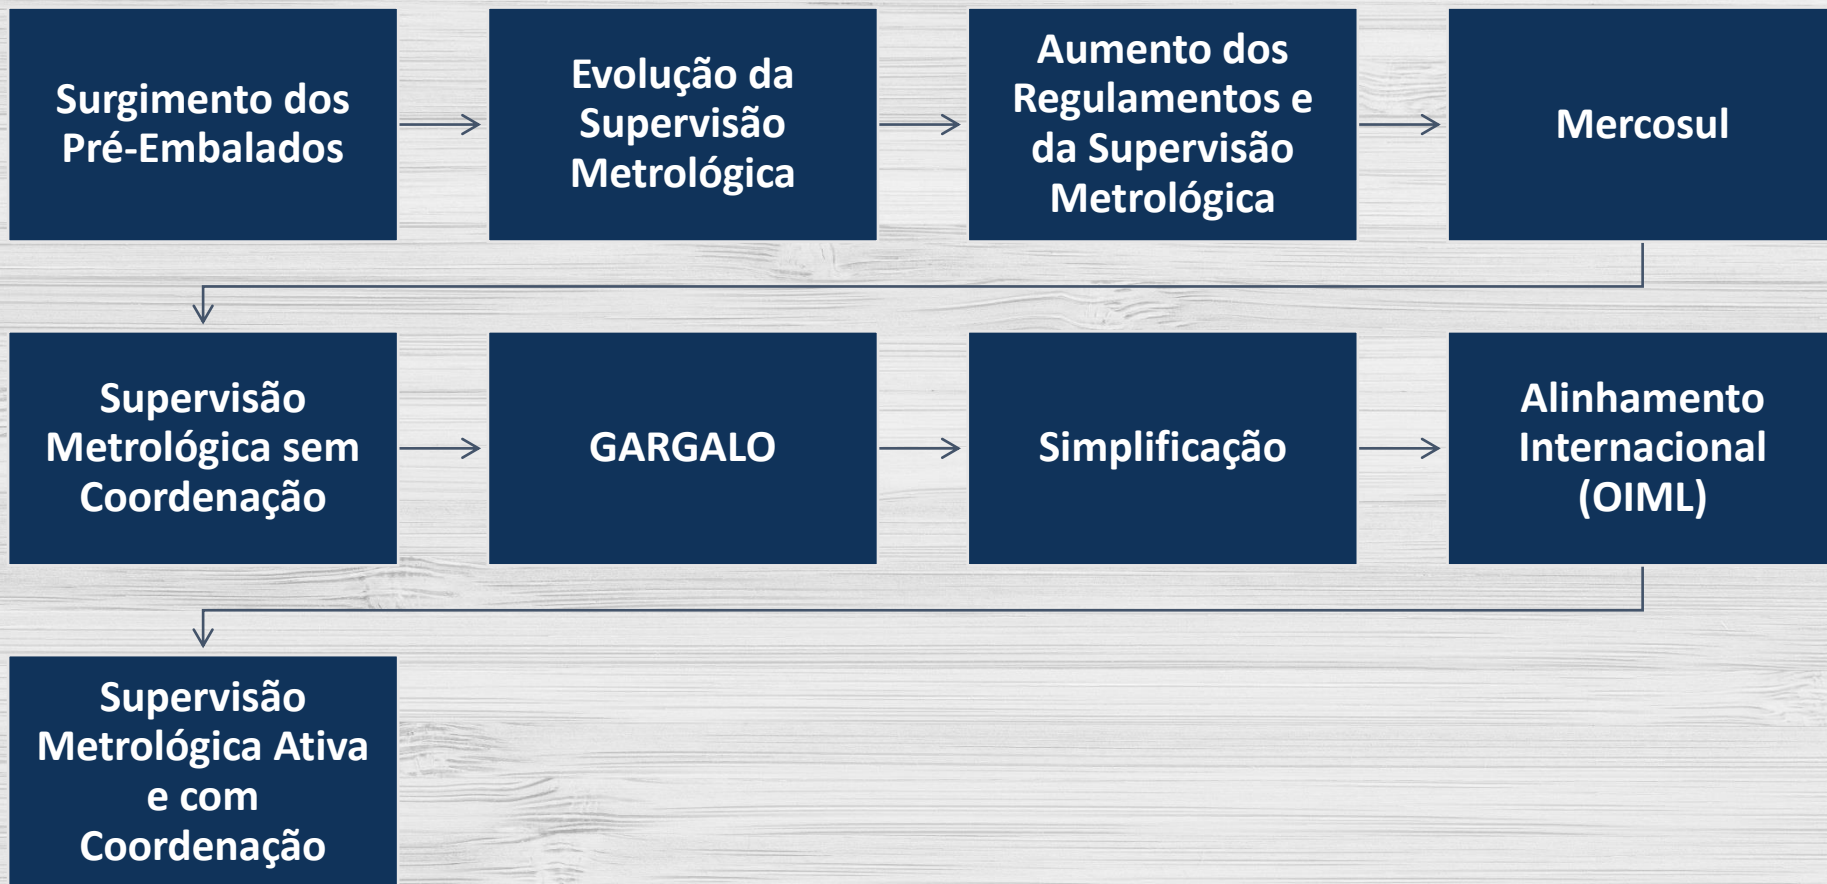 Surgimento dos
Pré-Embalados
Evolução da
Supervisão
Metrológica
Aumento dos
Regulamentos e
da Supervisão
Metrológica
Mercosul
Supervisão
Metrológica sem
Coordenação
GARGALO
Simplificação
Alinhamento
Internacional
(OIML)
Supervisão
Metrológica Ativa
e com
Coordenação